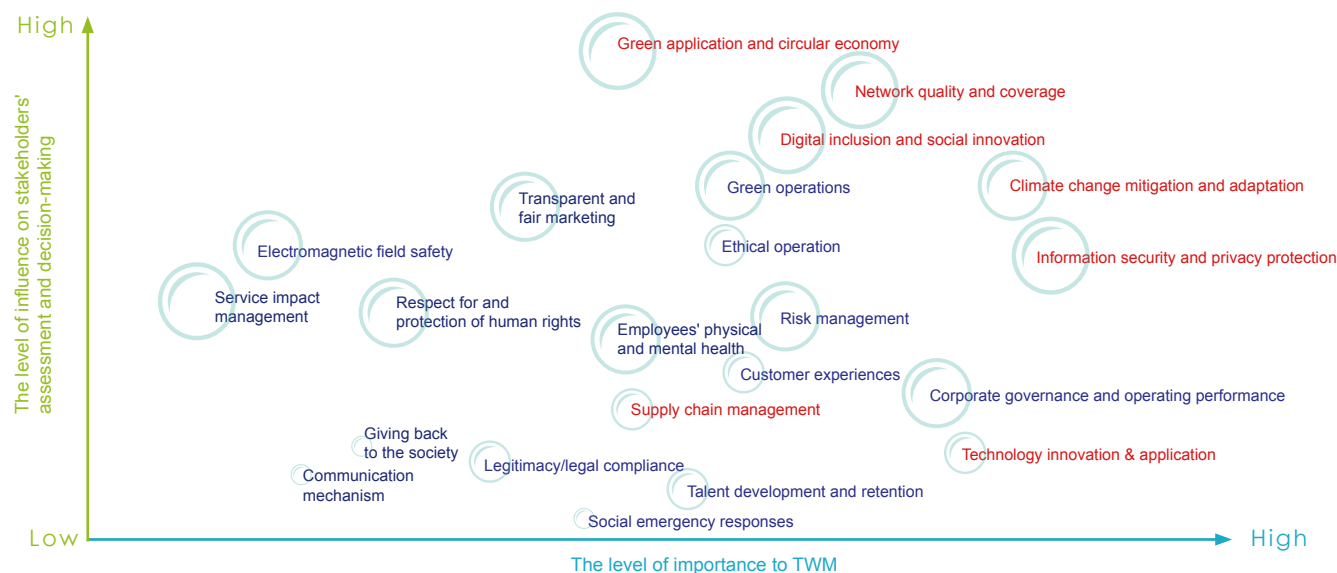 High
The level of influence on stakeholders'
assessment and decision-making
Green application and circular economy
Network quality and coverage
Digital inclusion and social innovation
Green operations
Climate change mitigation and adaptation
Transparent and
fair marketing
Ethical operation
Electromagnetic field safety
Information security and privacy protection
Service impact
management
Respect for and
protection of human rights
Employees' physical
and mental health
Risk management
Customer experiences
Corporate governance and operating performance
Supply chain management
Giving back
to the society
Technology innovation & application
Legitimacy/legal compliance
Communication
mechanism
Talent development and retention
Social emergency responses
Low
High
The level of importance to TWM